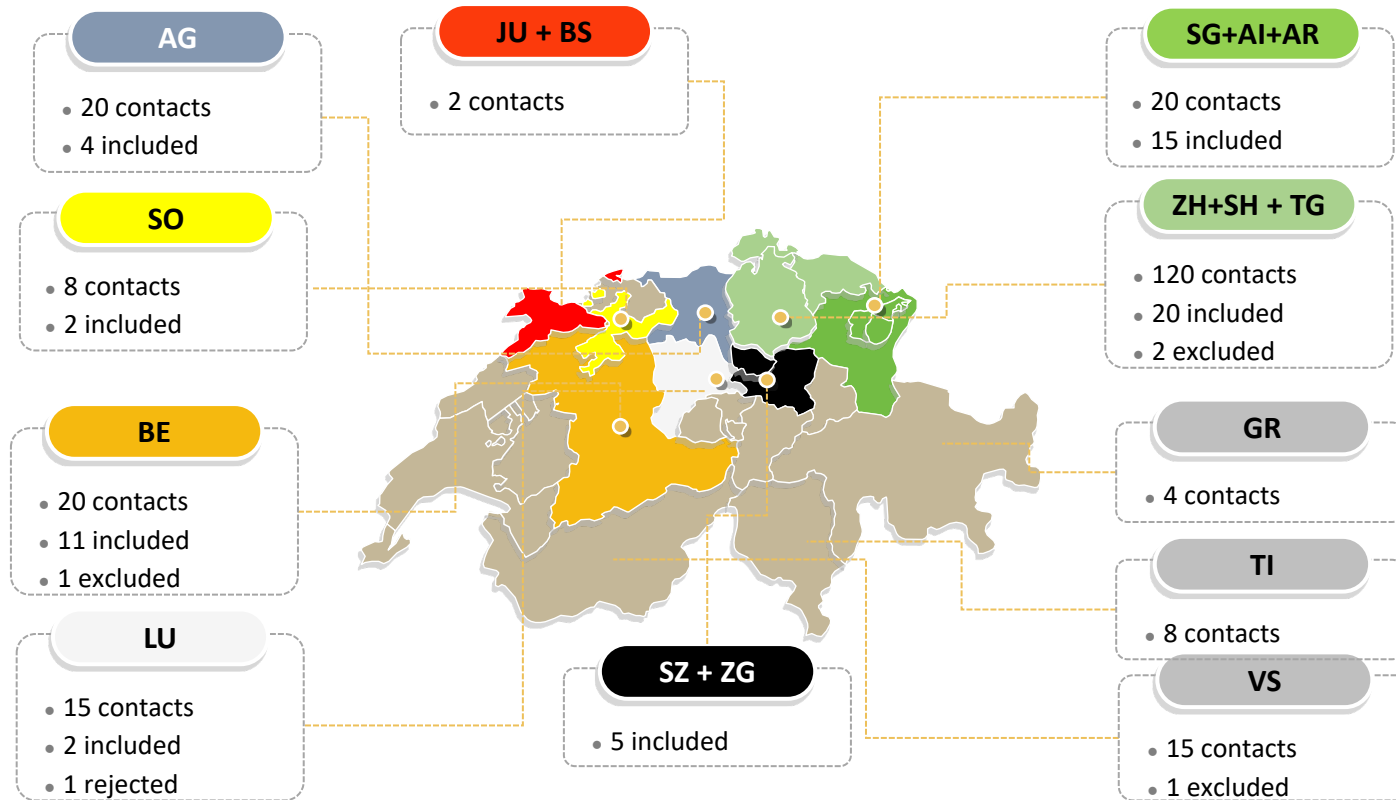 AG
• 20 contacts
• 4 included
JU + BS
• 2 contacts
SG+AI+AR
• 20 contacts
• 15 included
SO
• 8 contacts
• 2 included
ZH+SH + TG
• 120 contacts
• 20 included
• 2 excluded
BE
• 20 contacts
• 11 included
• 1 excluded
GR
• 4 contacts
TI
• 8 contacts
LU
• 15 contacts
• 2 included
• 1 rejected
SZ + ZG
• 5 included
VS
• 15 contacts
• 1 excluded